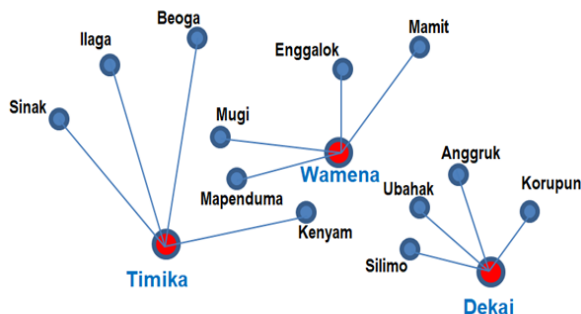 Beoga
Ilaga
Sinak
Enggalok
Mamit
Mugi
Mapenduma
Wamena
Kenyam
Timika
Anggruk
Ubahak
Korupun
Silimo
Dekai